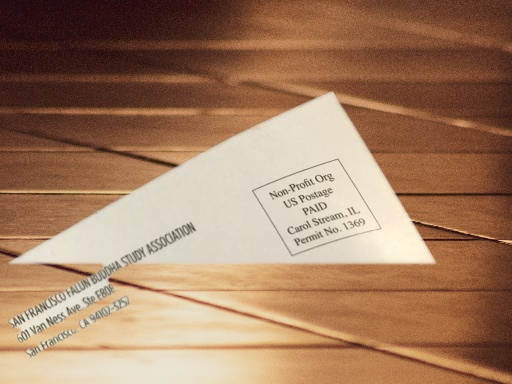 Non-Profit Org
US Postage
PAID
Carol Stream, IL
Permit No. 1369
SAN FRANCISCO FALUN BUDDHA STUDY ASSOCIATION
601 Van Ness Ave. Ste E806
San Francisco, CA 94102-3252